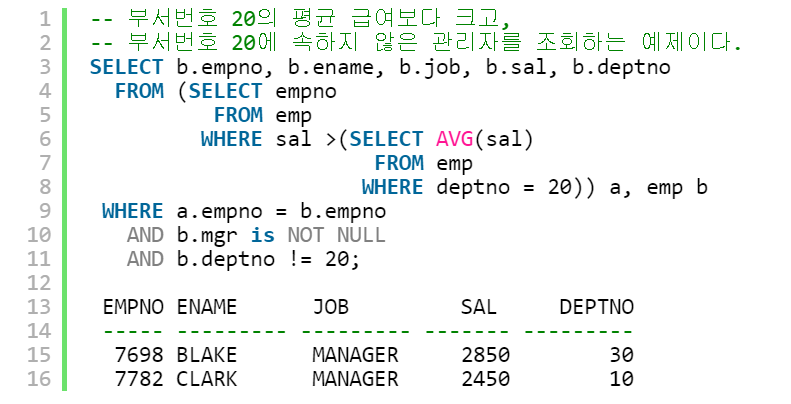 1 -- 부서번호 20의 평균 급여보다 크고,
2 -- 부서번호 20에 속하지 않은 관리자를 조회하는 예제이다.
3 SELECT b.empno, b.ename, b.job, b.sal, b.deptno
4   FROM (SELECT empno
5           FROM emp
6          WHERE sal >(SELECT AVG(sal)
7                        FROM emp
8                       WHERE deptno = 20)) a, emp b
9  WHERE a.empno = b.empno
10    AND b.mgr is NOT NULL
11    AND b.deptno != 20;
12
13  EMPNO ENAME      JOB         SAL     DEPTNO
14  ----- --------- --------- ------- ---------
15   7698 BLAKE      MANAGER     2850        30
16   7782 CLARK      MANAGER     2450        10